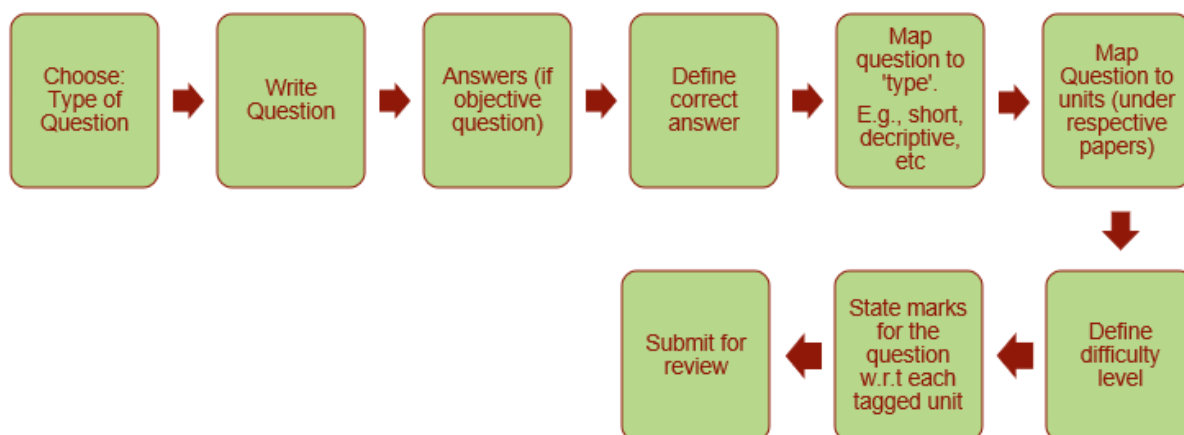 Choose:
Type of
Question
Write
Question
Answers (if
objective
question)
Define
correct
answer
Map
question to
'type'.
E.g., short,
decriptive,
etc
Map
Question to
units (under
respective
papers)
Define
difficulty
level
State marks
for the
question
w.r.t each
tagged unit
Submit for
review